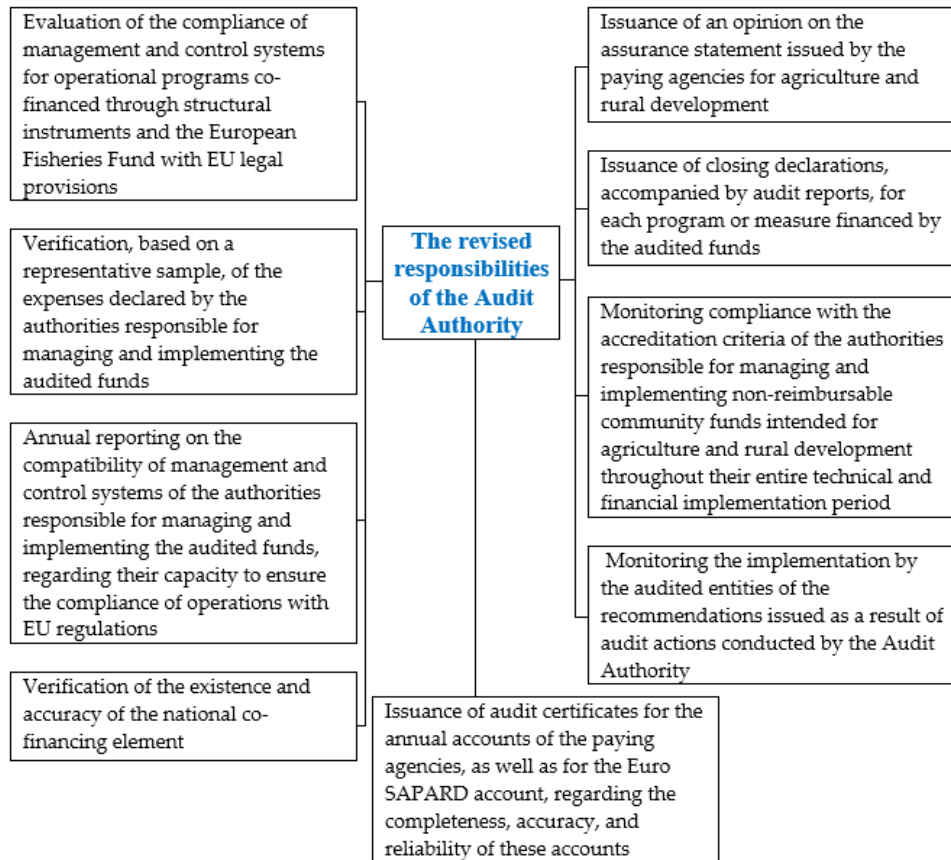 Evaluation of the compliance of
management and control systems
for operational programs co-
financed through structural
instruments and the European
Fisheries Fund with EU legal
provisions
Verification, based on a
representative sample, of the
expenses declared by the
authorities responsible for
managing and implementing the
audited funds
Annual reporting on the
compatibility of management and
control systems of the authorities
responsible for managing and
implementing the audited funds,
regarding their capacity to ensure
the compliance of operations with
EU regulations
Verification of the existence and
accuracy of the national co-
financing element
The revised
responsibilities
of the Audit
Authority
Issuance of an opinion on the
assurance statement issued by the
paying agencies for agriculture and
rural development
Issuance of closing declarations,
accompanied by audit reports, for
each program or measure financed by
the audited funds
Monitoring compliance with the
accreditation criteria of the authorities
responsible for managing and
implementing non-reimbursable
community funds intended for
agriculture and rural development
throughout their entire technical and
financial implementation period
Monitoring the implementation by
the audited entities of the
recommendations issued as a result of
audit actions conducted by the Audit
Authority
Issuance of audit certificates for the
annual accounts of the paying
agencies, as well as for the Euro
SAPARD account, regarding the
completeness, accuracy, and
reliability of these accounts